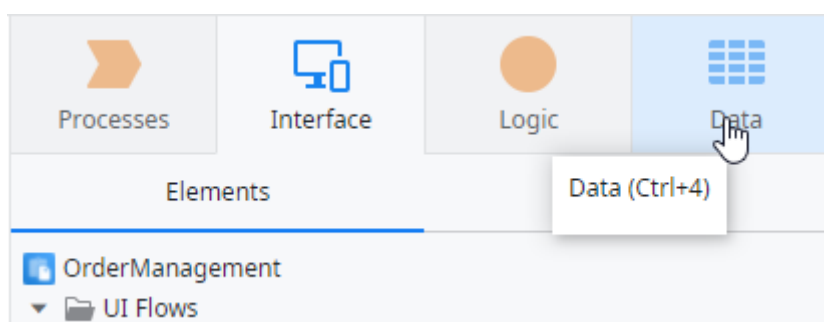 Processes Interface Logic Data
Elements
Data (Ctrl+4)
OrderManagement
UI Flows